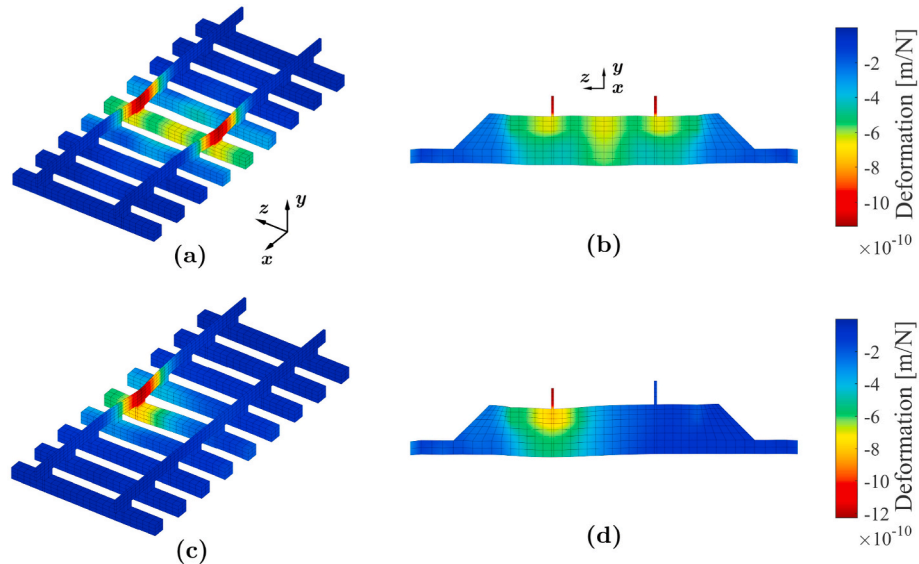 z
y
x
(a)
z
y
x
(b)
-2
-4
-6
-8
-10
×10⁻¹⁰
Deformation [m/N]
(c)
(d)
-2
-4
-6
-8
-10
-12
×10⁻¹⁰
Deformation [m/N]